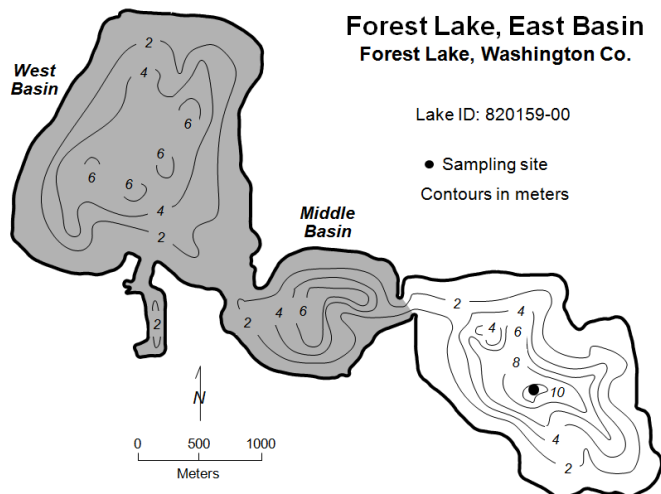 Forest Lake, East Basin
Forest Lake, Washington Co.
Lake ID: 820159-00
Sampling site
Contours in meters
West
Basin
2
4
6
6
6
6
4
2
2
Middle
Basin
2
4
6
2
4
4
6
8
10
4
2
N
0 500 1000
Meters